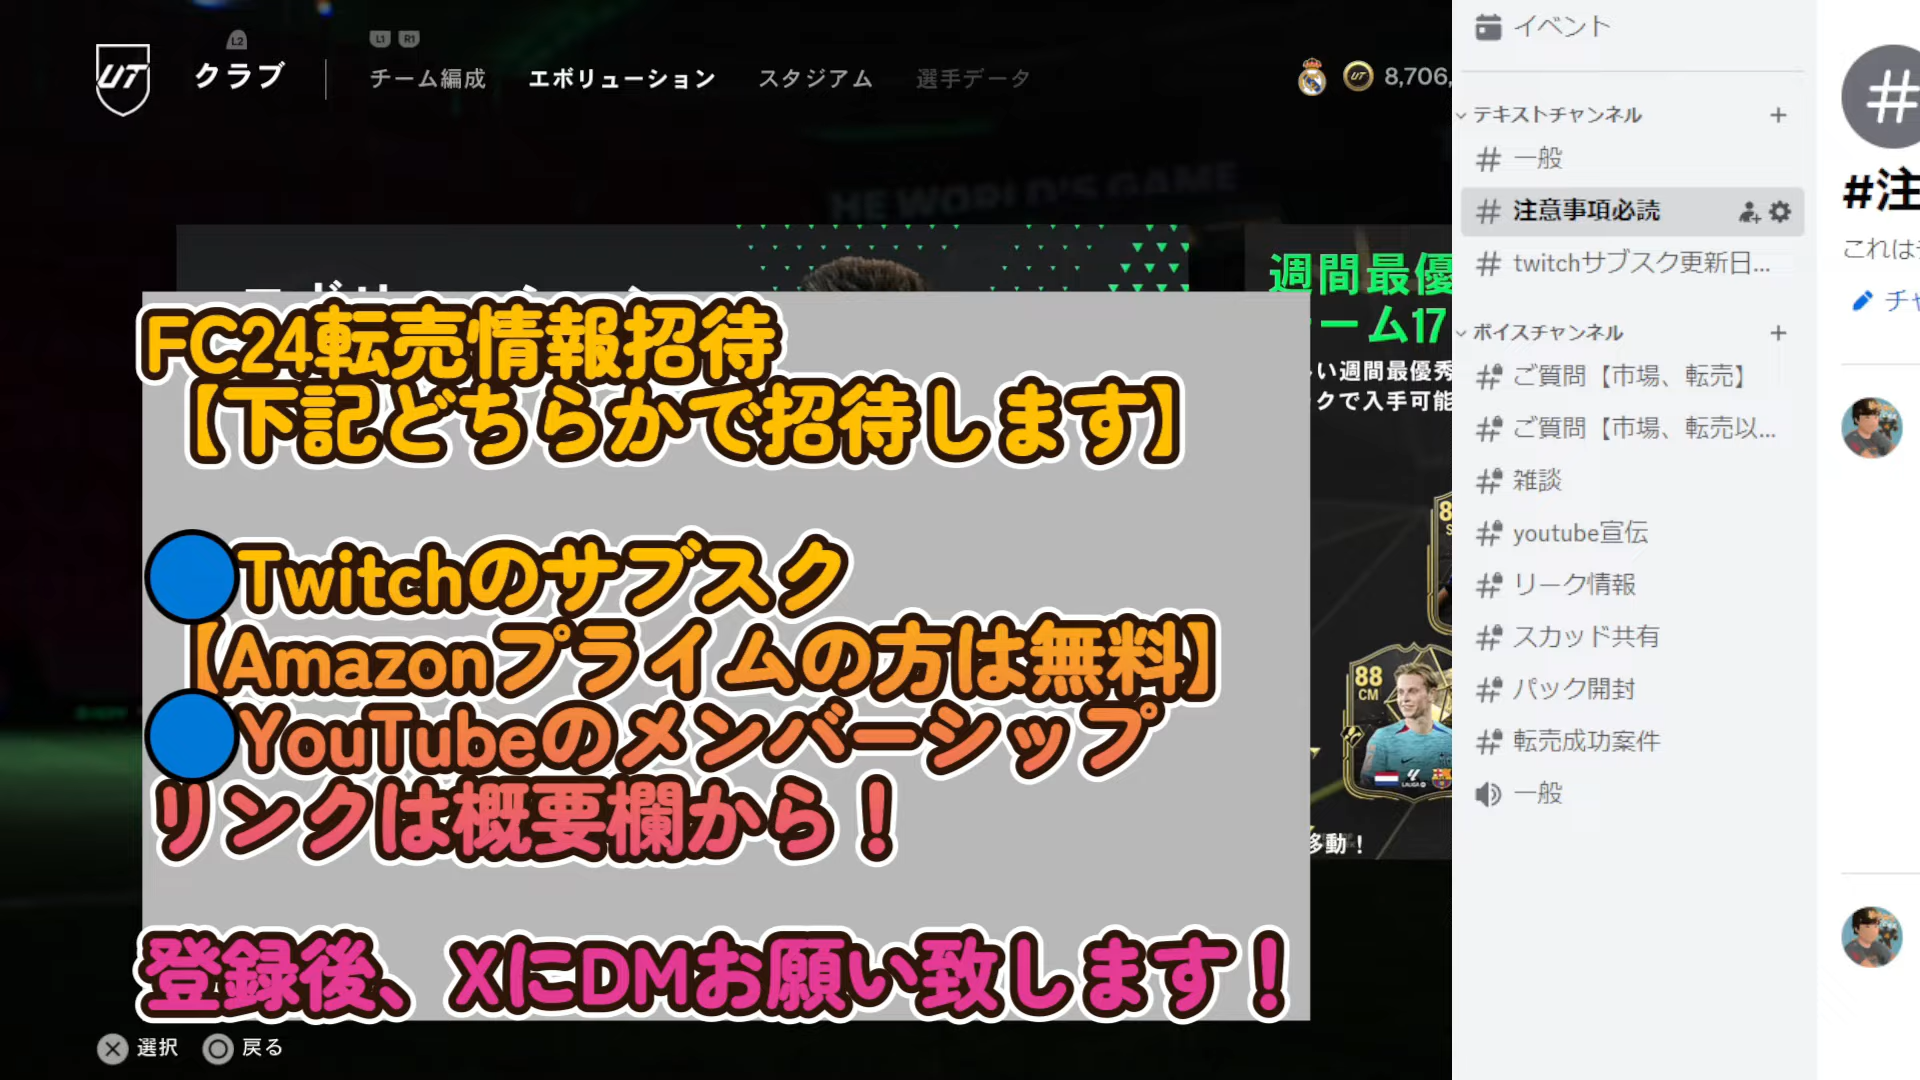 L2
UT
クラブ
L1 R1
チーム編成
エボリューション
スタジアム
選手データ
UT
8,706,
HE WORLD'S GAME
FC24転売情報招待
【下記どちらかで招待します】
🔵Twitchのサブスク
【Amazonプライムの方は無料】
🔵YouTubeのメンバーシップ
リンクは概要欄から！
登録後、XにDMお願い致します！
週間最優
ーム17
い週間最優秀
クで入手可能
88
CM
移動！
選択
戻る
イベント
テキストチャンネル
# 一般
# 注意事項必読
# twitchサブスク更新日...
ボイスチャンネル
# ご質問【市場、転売】
# ご質問【市場、転売以...
# 雑談
# youtube宣伝
# リーク情報
# スカッド共有
# パック開封
# 転売成功案件
一般
#
#注
これは
チャ